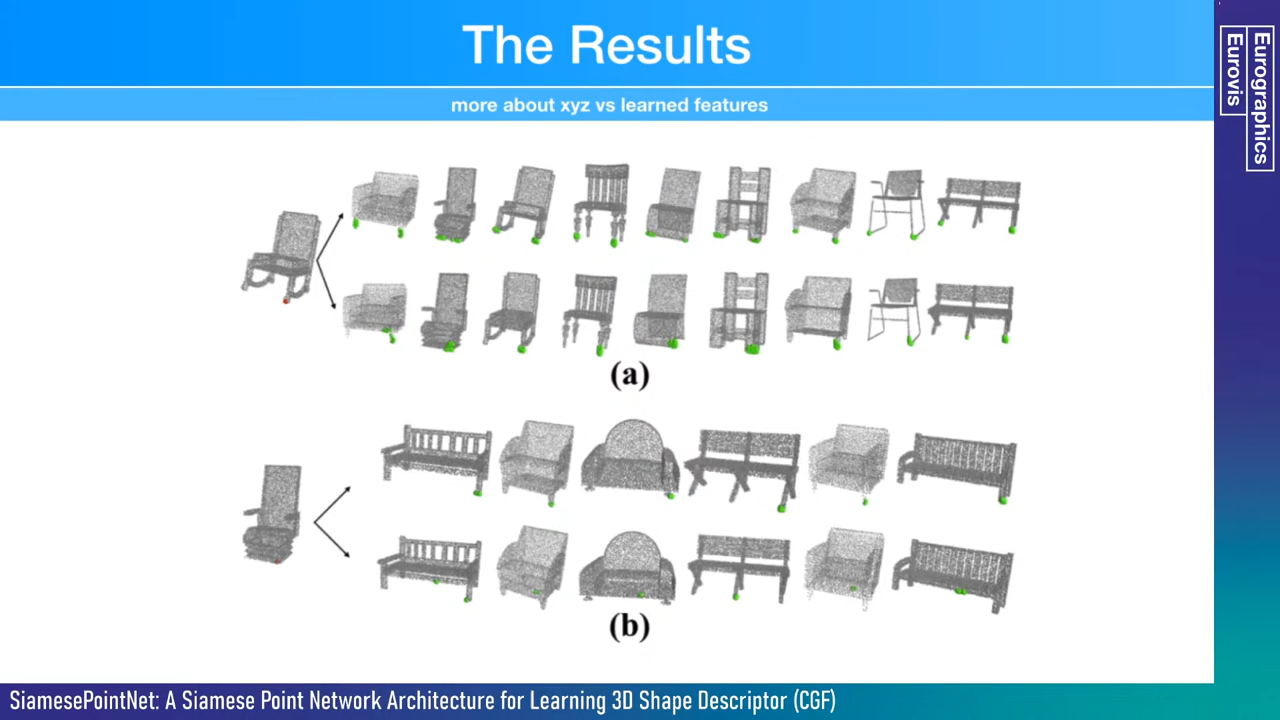 The Results
more about xyz vs learned features
Eurographics
Eurovis
(a)
(b)
SiamesePointNet: A Siamese Point Network Architecture for Learning 3D Shape Descriptor (CGF)